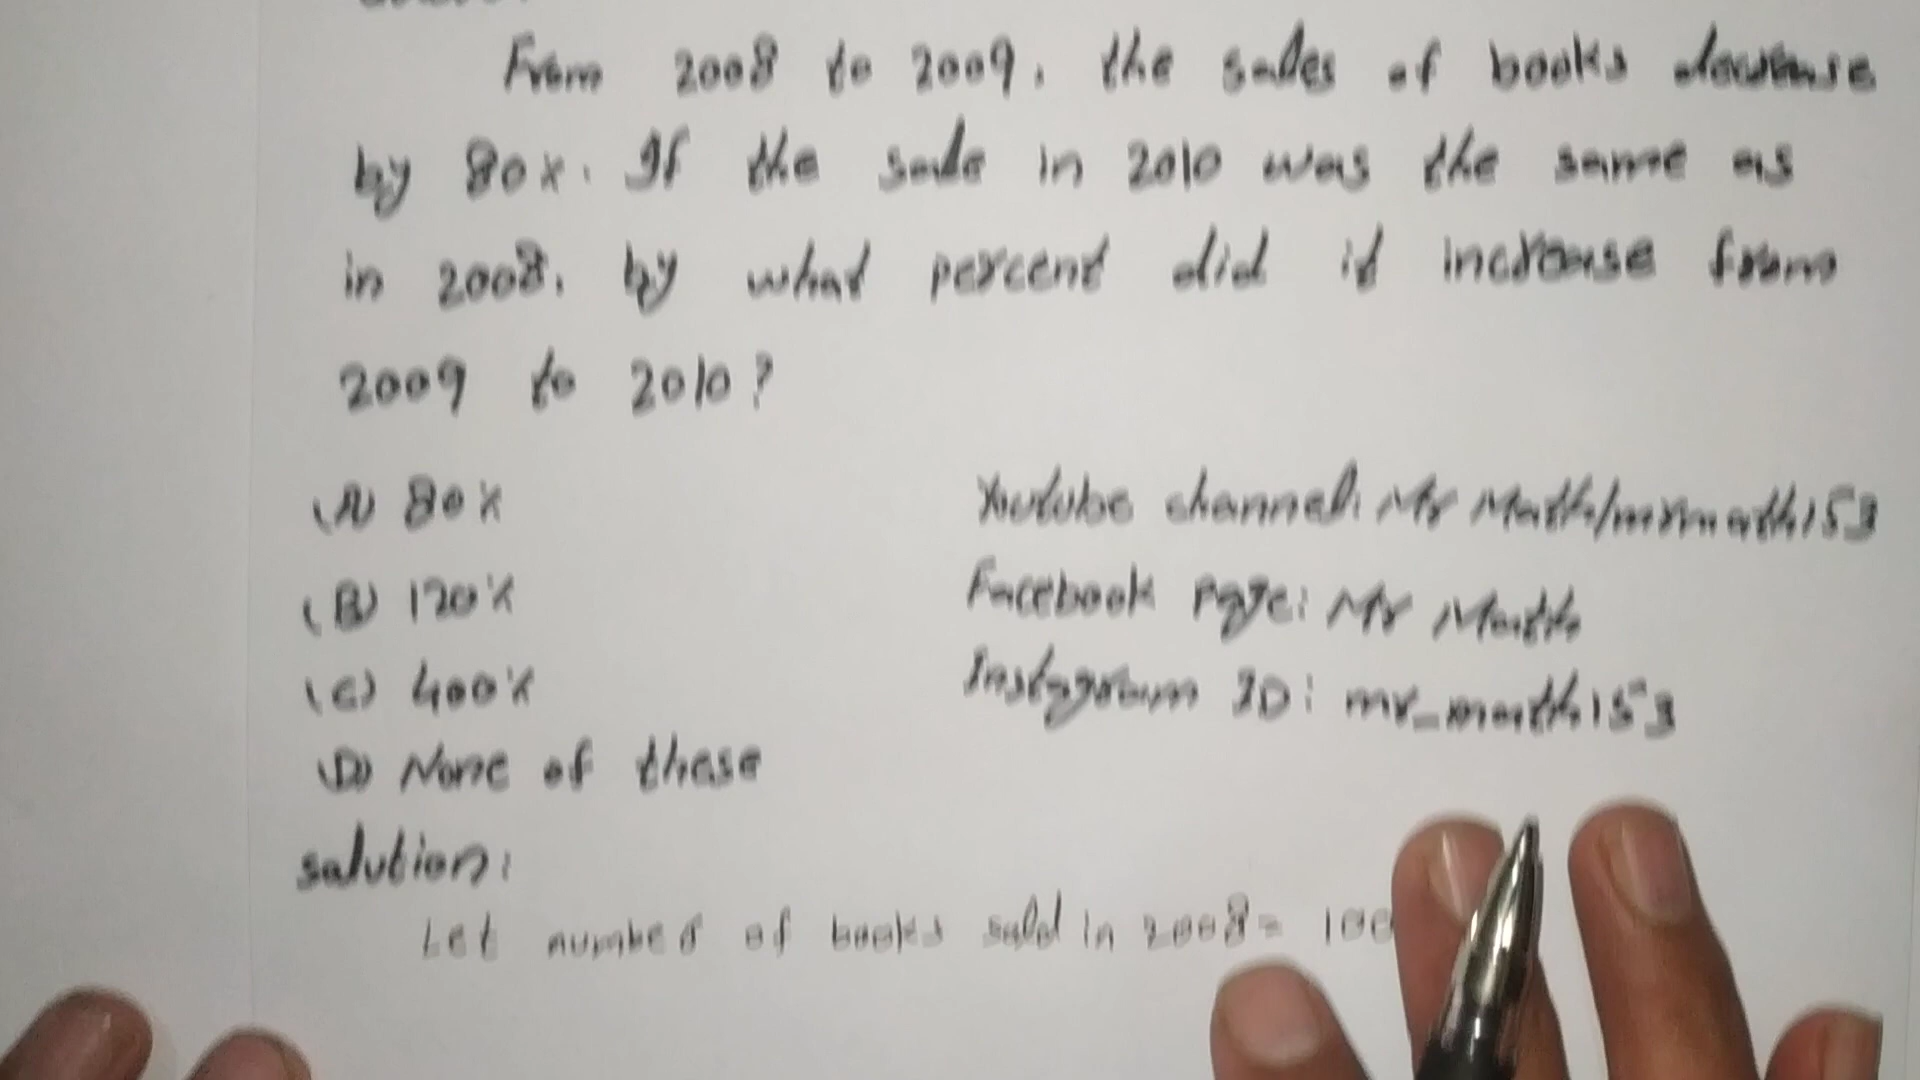 From 2008 to 2009, the sales of books decrease
by 80%. If the sale in 2010 was the same as
in 2008, by what percent did it increase from
2009 to 2010?
(A) 80%
(B) 120%
(C) 400%
(D) None of these
Youtube channel: Mr Math/mrmath153
Facebook Page: Mr Math
Instagram ID: mr_math153
solution:
Let number of books sold in 2008 = 100